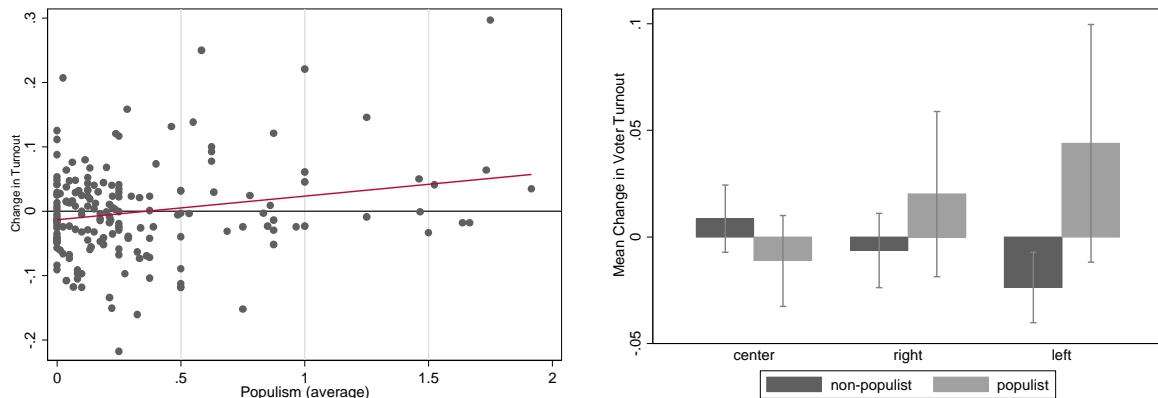 Change in Turnout
.3
.2
.1
0
-.1
-.2
0
.5
1
1.5
2
Populism (average)
Mean Change in Voter Turnout
.1
.05
0
-.05
center
right
left
non-populist
populist